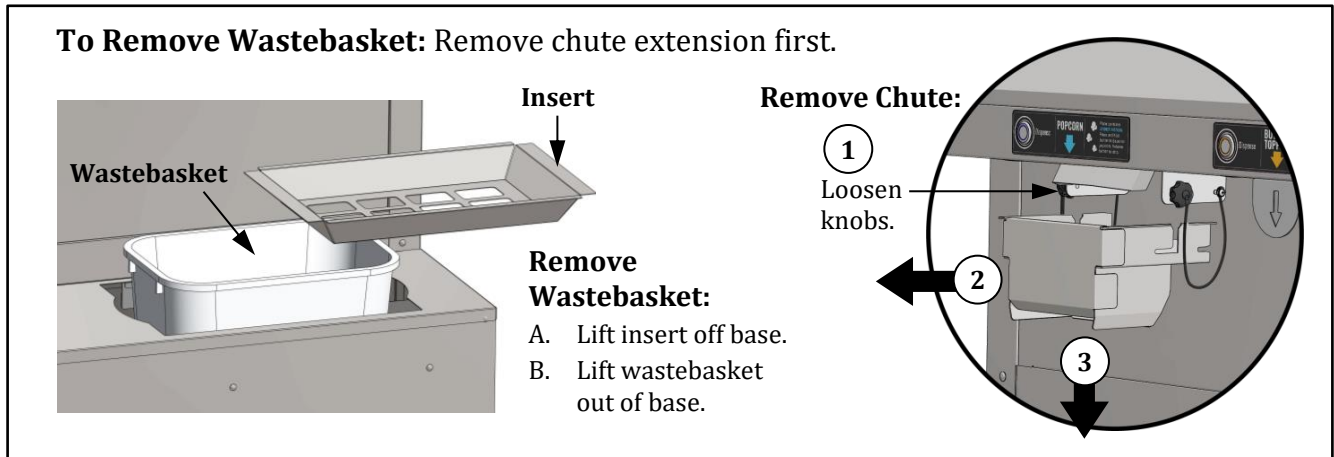 To Remove Wastebasket: Remove chute extension first.
Insert
Wastebasket
Remove
Wastebasket:
A. Lift insert off base.
B. Lift wastebasket
out of base.
Remove Chute:
1
Loosen
knobs.
2
3
Dispense
POPCORN
Dispense